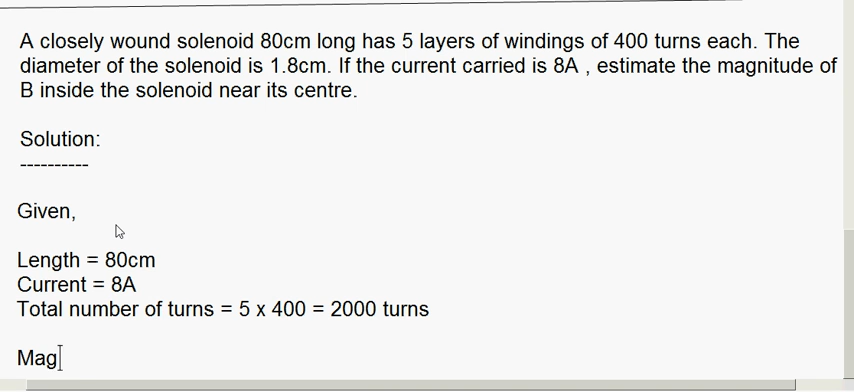 A closely wound solenoid 80cm long has 5 layers of windings of 400 turns each. The
diameter of the solenoid is 1.8cm. If the current carried is 8A , estimate the magnitude of
B inside the solenoid near its centre.
Solution:
----------
Given,
Length = 80cm
Current = 8A
Total number of turns = 5 x 400 = 2000 turns
Mag